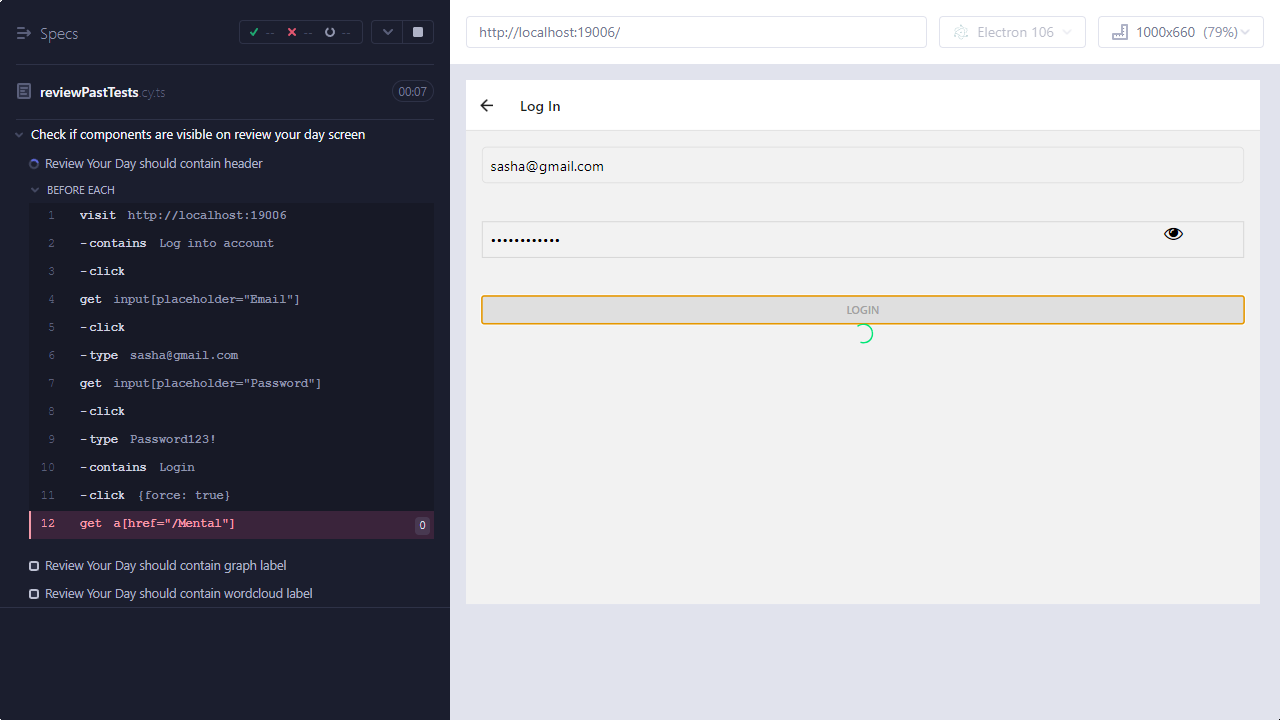 Specs
-- -- --
reviewPastTests.cy.ts 00:07
Check if components are visible on review your day screen
Review Your Day should contain header
BEFORE EACH
1 visit http://localhost:19006
2 -contains Log into account
3 -click
4 get input[placeholder="Email"]
5 -click
6 -type sasha@gmail.com
7 get input[placeholder="Password"]
8 -click
9 -type Password123!
10 -contains Login
11 -click {force: true}
12 get a[href="/Mental"] 0
Review Your Day should contain graph label
Review Your Day should contain wordcloud label
http://localhost:19006/ Electron 106 1000x660 (79%)
Log In
sasha@gmail.com
••••••••••••
LOGIN